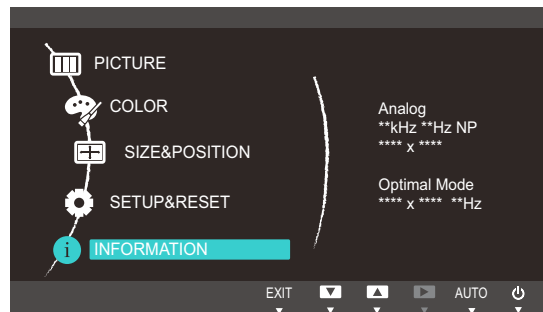 PICTURE
COLOR
SIZE&POSITION
SETUP&RESET
i INFORMATION
Analog
**kHz **Hz NP
**** x ****
Optimal Mode
**** x **** **Hz
EXIT AUTO